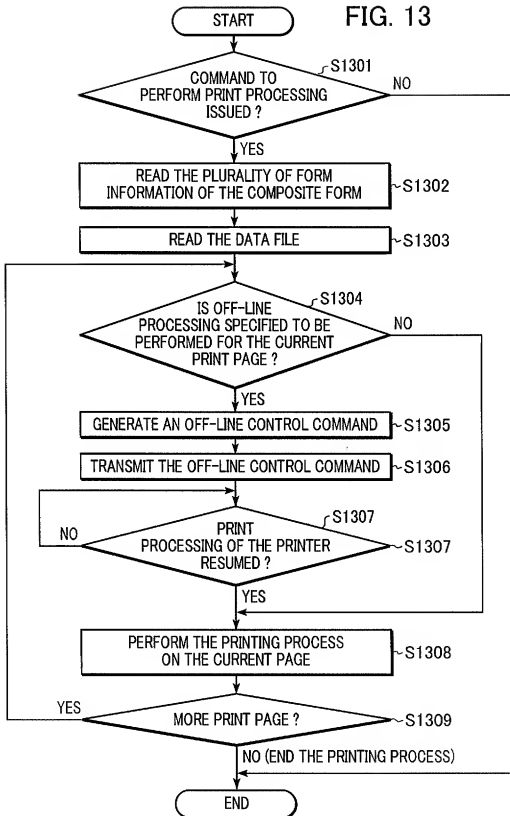 FIG. 13
START
S1301
COMMAND TO
PERFORM PRINT PROCESSING
ISSUED ?
NO
YES
READ THE PLURALITY OF FORM
INFORMATION OF THE COMPOSITE FORM
S1302
READ THE DATA FILE
S1303
S1304
IS OFF-LINE
PROCESSING SPECIFIED TO BE
PERFORMED FOR THE CURRENT
PRINT PAGE ?
NO
YES
GENERATE AN OFF-LINE CONTROL COMMAND
S1305
TRANSMIT THE OFF-LINE CONTROL COMMAND
S1306
S1307
PRINT
PROCESSING OF THE PRINTER
RESUMED ?
NO
S1307
YES
PERFORM THE PRINTING PROCESS
ON THE CURRENT PAGE
S1308
YES
MORE PRINT PAGE ?
S1309
NO (END THE PRINTING PROCESS)
END